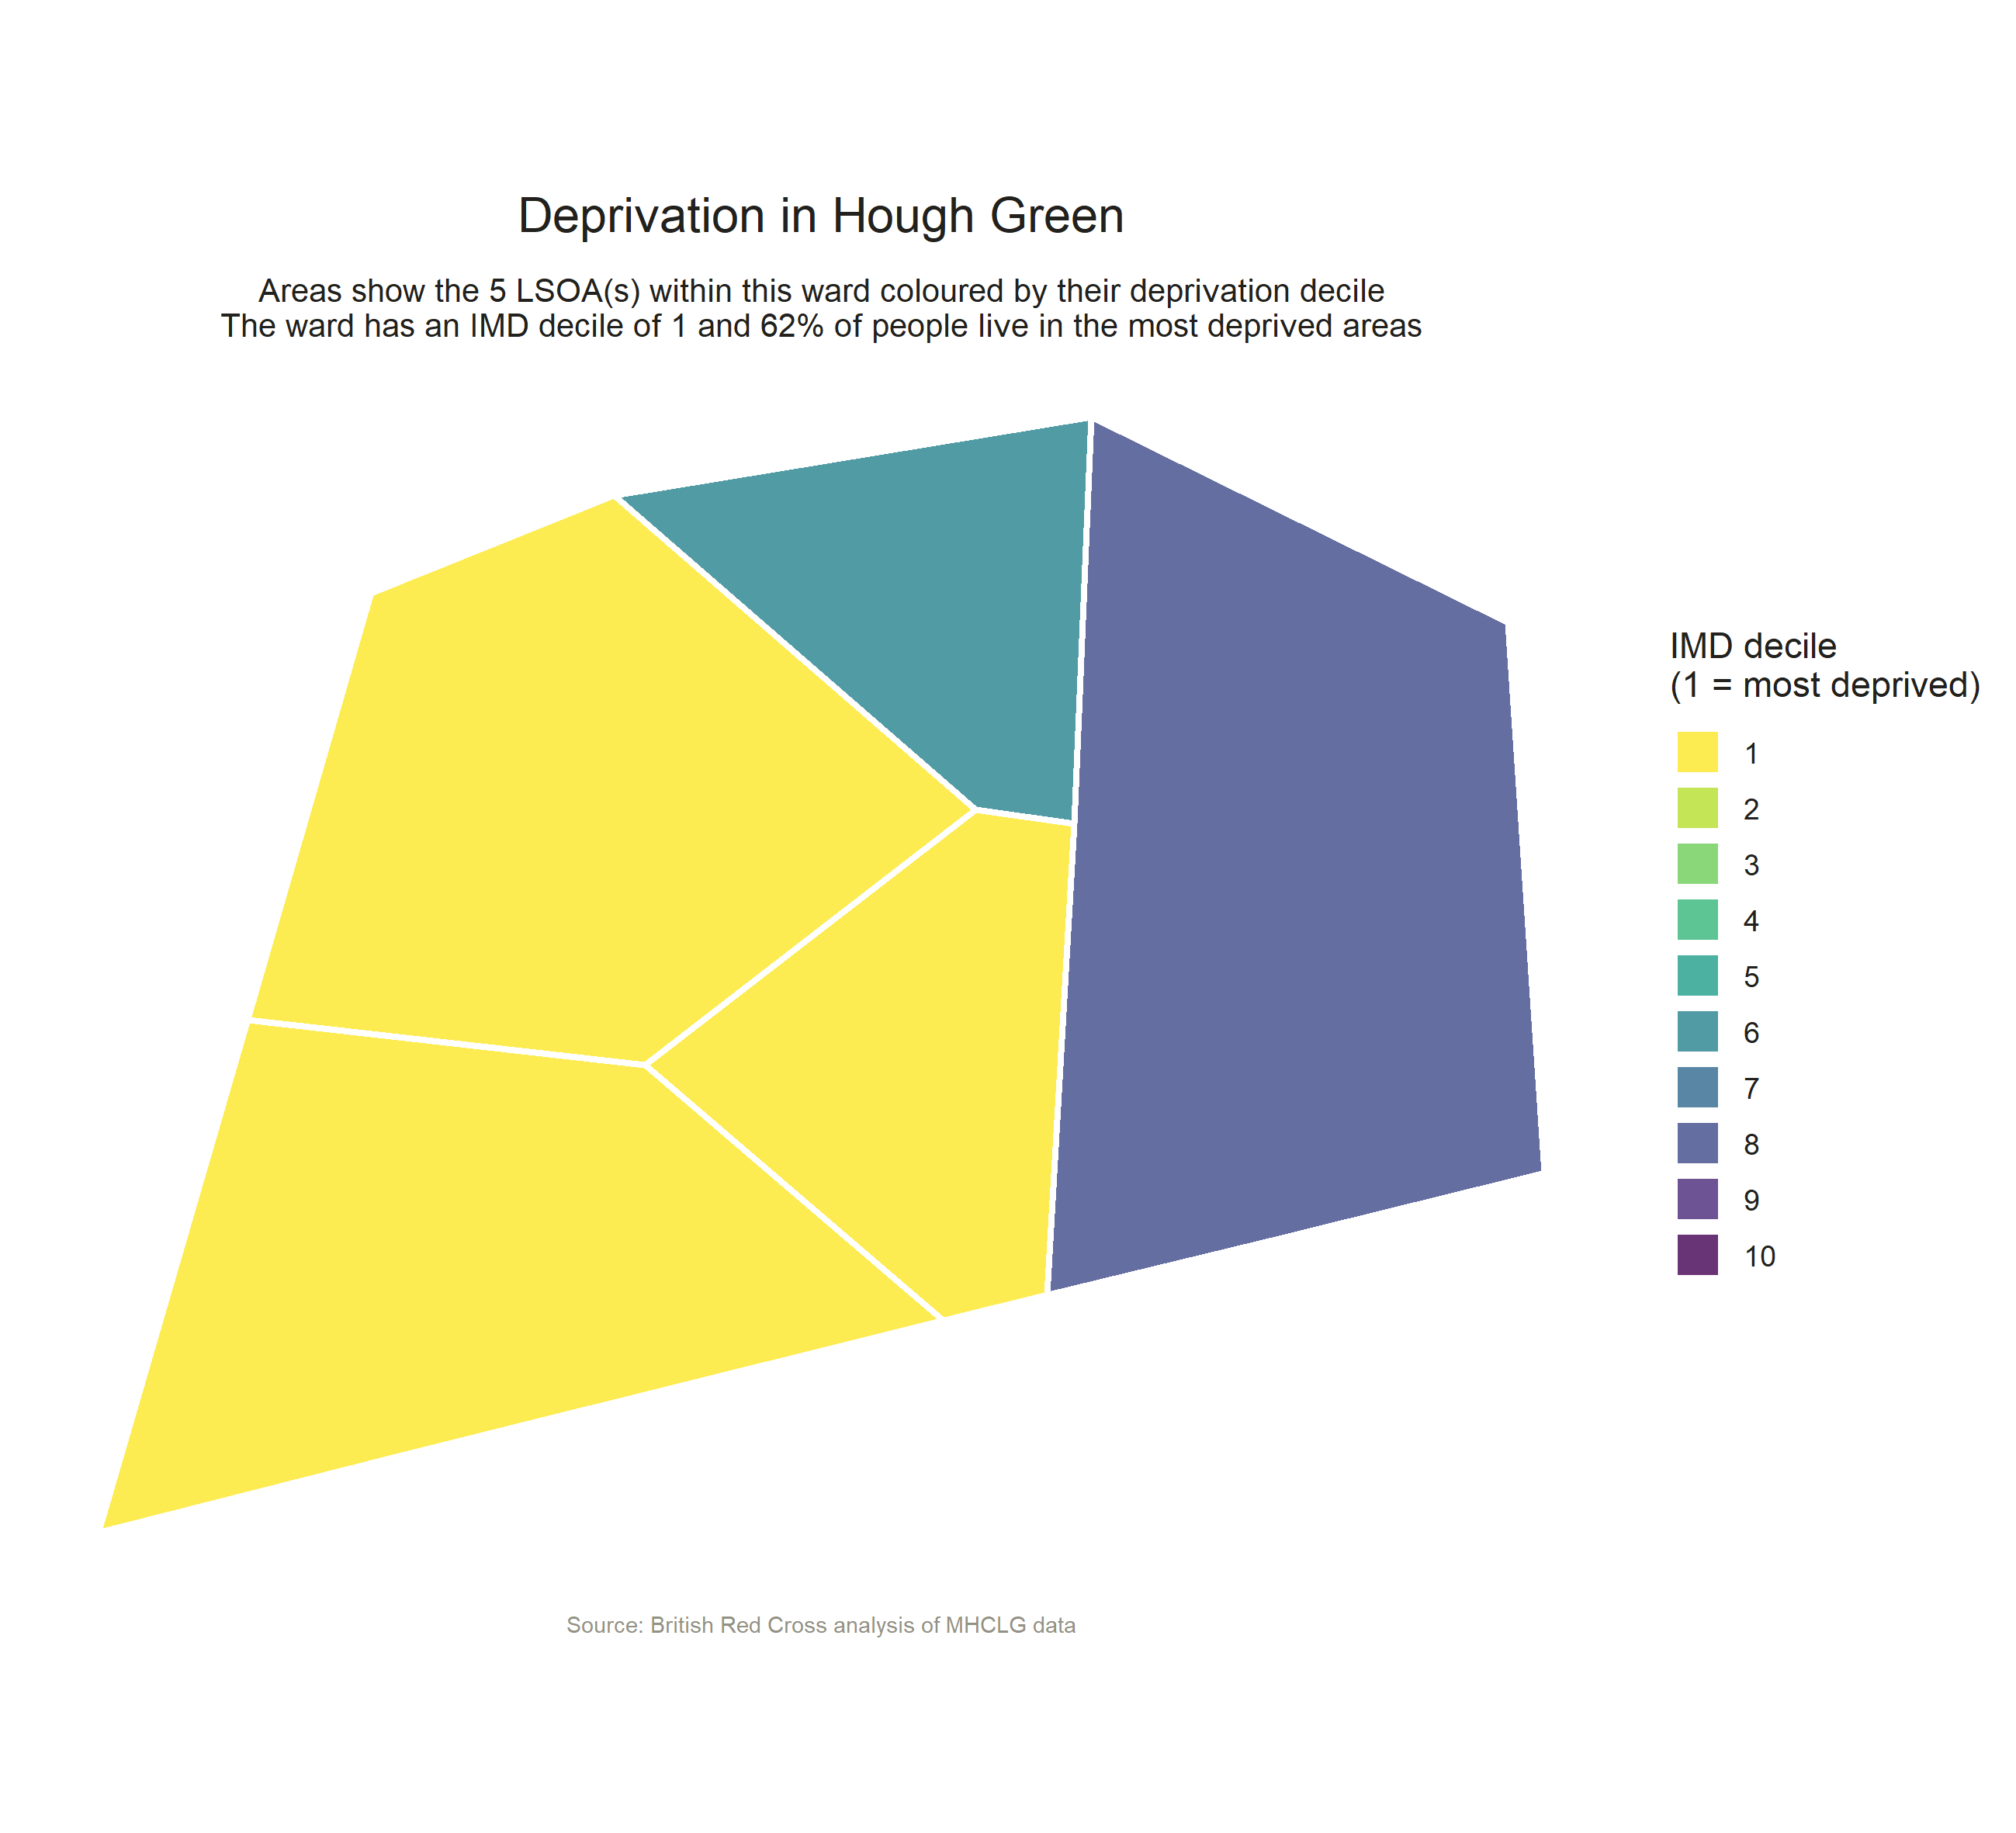 Deprivation in Hough Green
Areas show the 5 LSOA(s) within this ward coloured by their deprivation decile
The ward has an IMD decile of 1 and 62% of people live in the most deprived areas
IMD decile
(1 = most deprived)
1
2
3
4
5
6
7
8
9
10
Source: British Red Cross analysis of MHCLG data